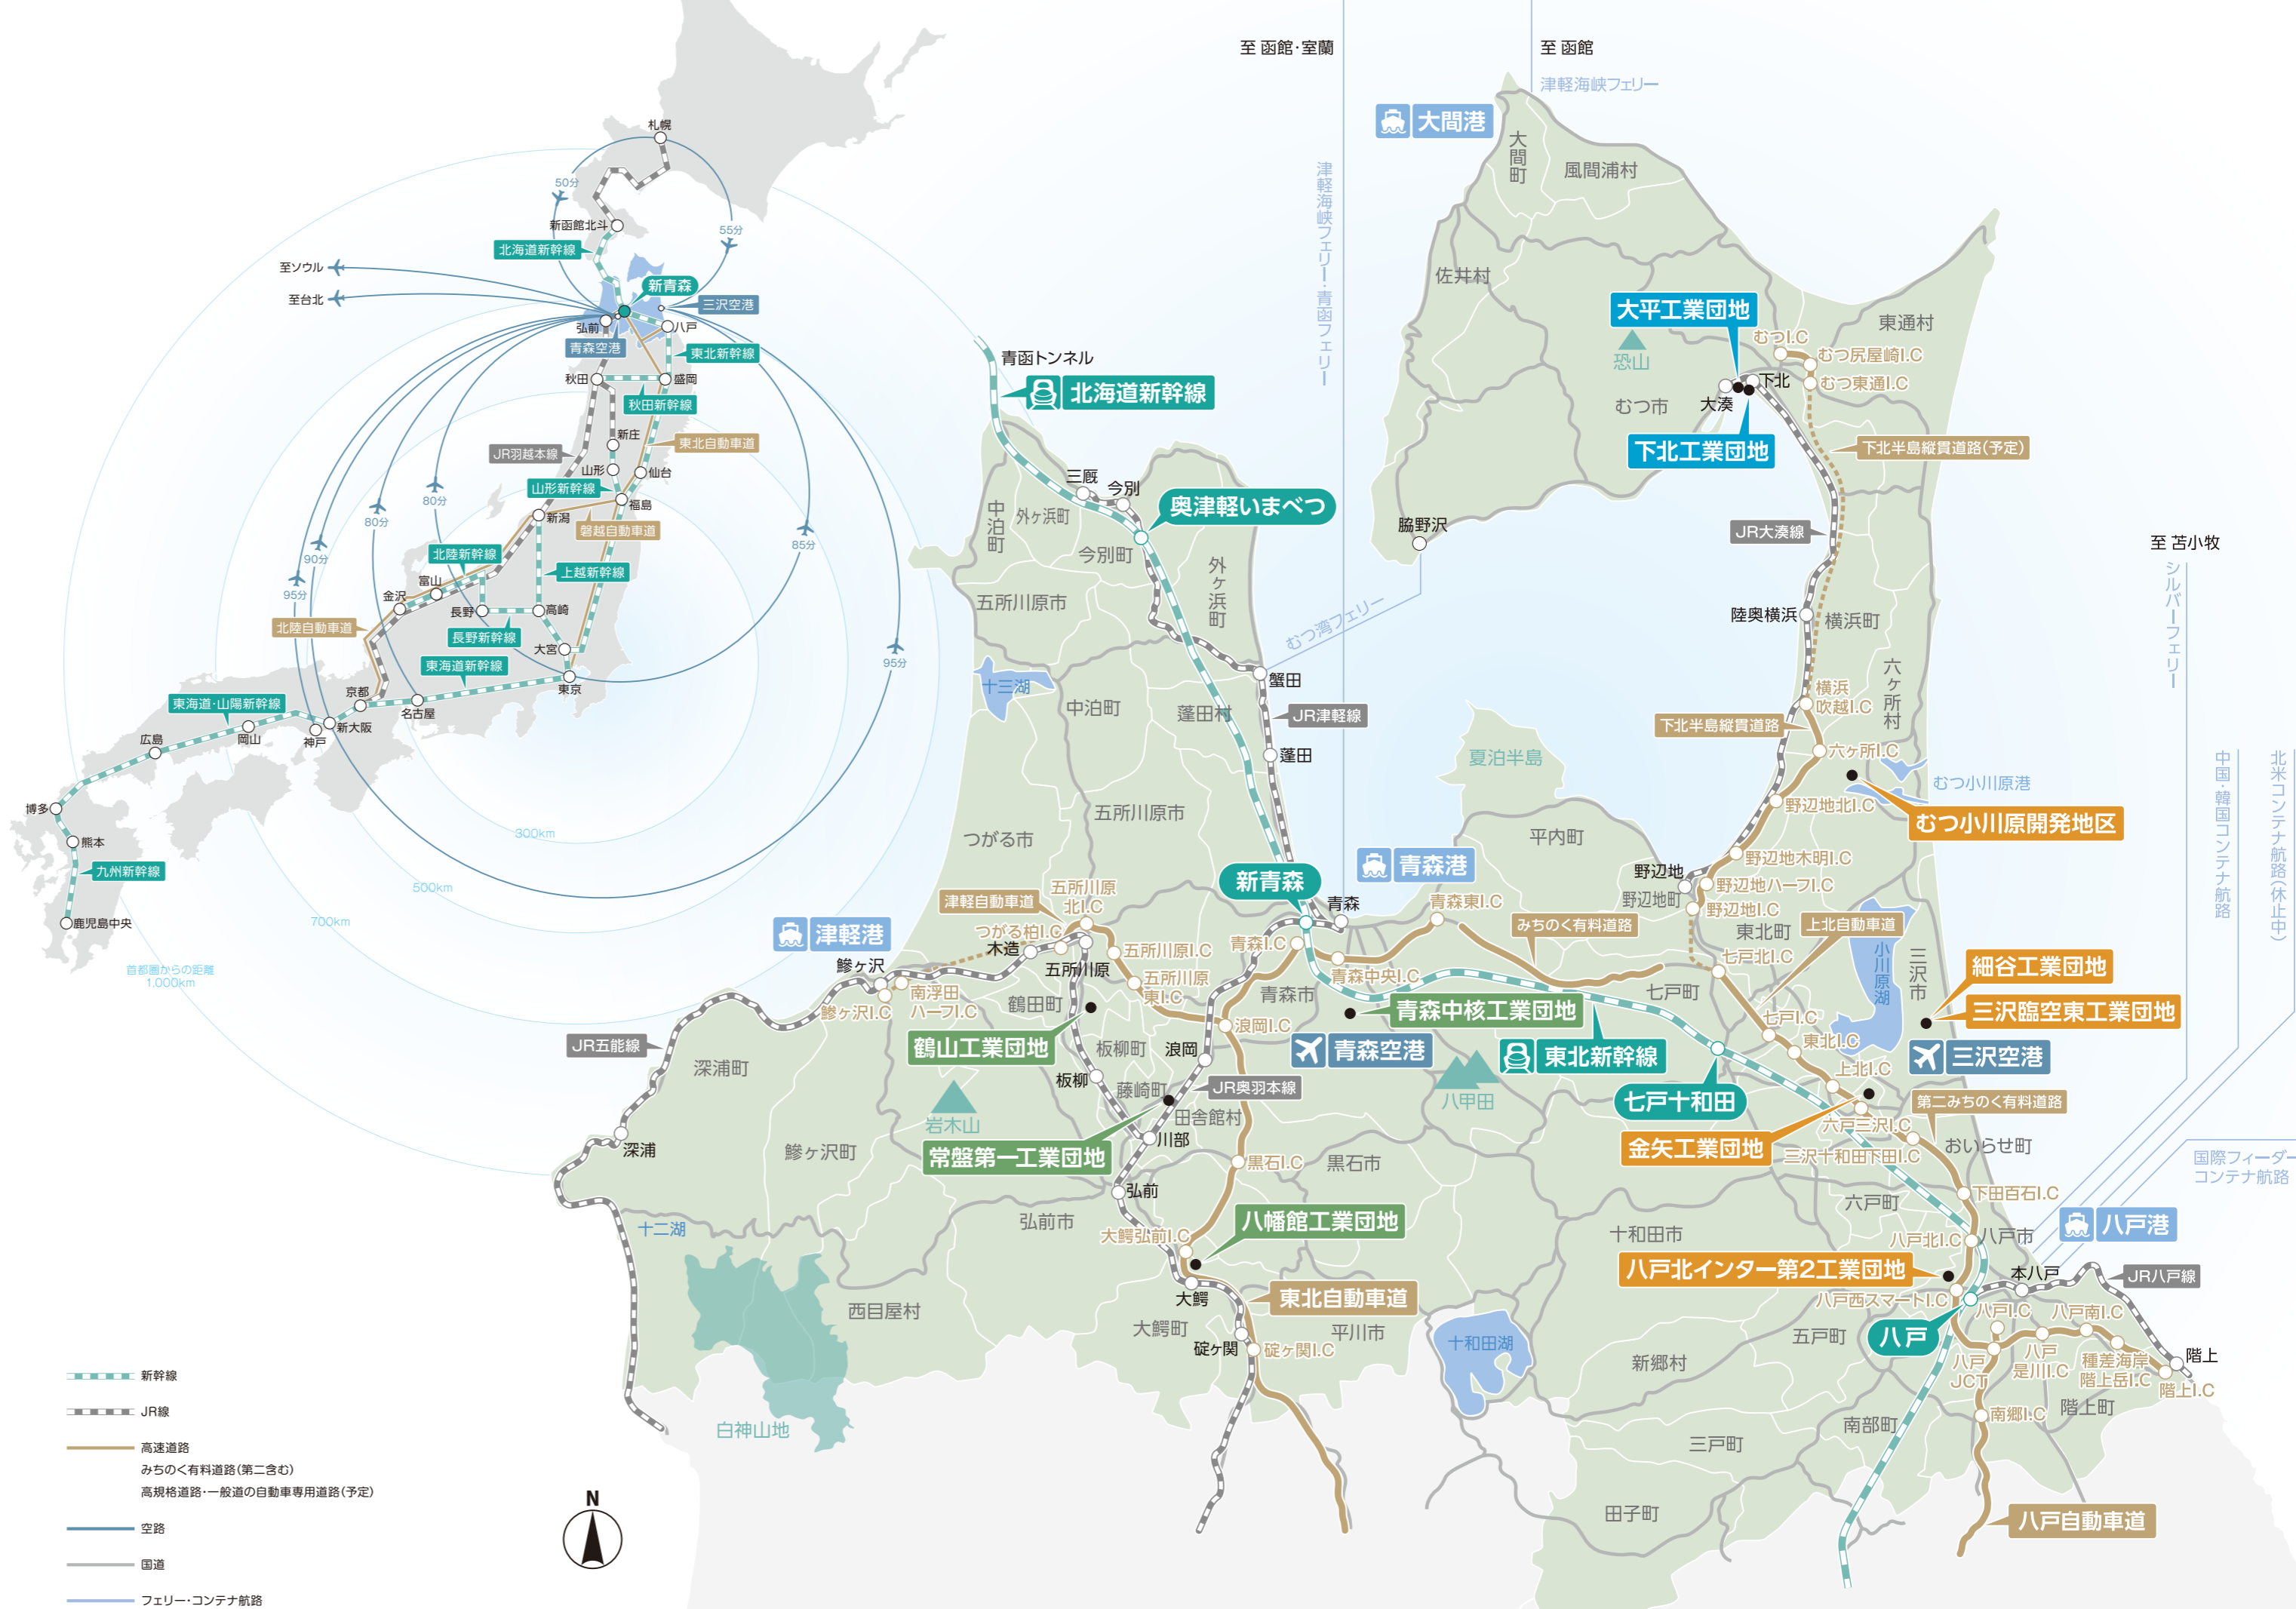 札幌
50分
新函館北斗
55分
北海道新幹線
至ソウル
至台北
新青森
三沢空港
弘前
八戸
青森空港
東北新幹線
秋田
盛岡
秋田新幹線
新庄
東北自動車道
JR羽越本線
山形
仙台
山形新幹線
福島
80分
80分
新潟
磐越自動車道
85分
90分
北陸新幹線
上越新幹線
95分
富山
金沢
長野
高崎
北陸自動車道
長野新幹線
大宮
95分
東海道新幹線
東京
京都
名古屋
東海道・山陽新幹線
新大阪
神戸
岡山
広島
博多
熊本
九州新幹線
鹿児島中央
300km
500km
700km
首都圏からの距離
1.000km
至 函館・室蘭
至 函館
津軽海峡フェリー
津軽海峡フェリー・青函フェリー
大間港
大間町
風間浦村
佐井村
大平工業団地
東通村
恐山
むつI.C
むつ尻屋崎I.C
むつ東通I.C
下北
大湊
むつ市
下北工業団地
下北半島縦貫道路(予定)
JR大湊線
脇野沢
むつ湾フェリー
陸奥横浜
横浜町
六ヶ所村
横浜
吹越I.C
下北半島縦貫道路
六ヶ所I.C
むつ小川原港
むつ小川原開発地区
野辺地北I.C
野辺地木明I.C
野辺地
野辺地ハーフI.C
野辺地町
野辺地I.C
至 苫小牧
シルバーフェリー
中国・韓国コンテナ航路
北米コンテナ航路(休止中)
国際フィーダー
コンテナ航路
青函トンネル
北海道新幹線
三厩
今別
奥津軽いまべつ
中泊町
外ヶ浜町
今別町
外ヶ浜町
五所川原市
十三湖
中泊町
蓬田村
蟹田
JR津軽線
蓬田
夏泊半島
平内町
つがる市
五所川原市
新青森
青森港
青森
青森東I.C
みちのく有料道路
津軽自動車道
五所川原
北I.C
つがる柏I.C
木造
五所川原
五所川原I.C
五所川原
東I.C
青森I.C
青森中央I.C
青森市
津軽港
鰺ヶ沢
鰺ヶ沢I.C
南浮田
ハーフI.C
鶴田町
鶴山工業団地
浪岡I.C
青森中核工業団地
青森空港
東北新幹線
八甲田
東北町
上北自動車道
七戸北I.C
七戸町
小川原湖
三沢市
細谷工業団地
三沢臨空東工業団地
三沢空港
七戸I.C
東北I.C
上北I.C
七戸十和田
第二みちのく有料道路
六戸三沢I.C
金矢工業団地
三沢十和田下田I.C
おいらせ町
下田百石I.C
六戸町
JR五能線
深浦町
板柳町
浪岡
板柳
藤崎町
JR奥羽本線
田舎館村
岩木山
深浦
鰺ヶ沢町
常盤第一工業団地
川部
黒石I.C
黒石市
弘前
弘前市
八幡館工業団地
大鰐弘前I.C
十二湖
西目屋村
白神山地
大鰐
大鰐町
東北自動車道
碇ヶ関
碇ヶ関I.C
平川市
十和田湖
十和田市
八戸北I.C
八戸市
八戸港
八戸北インター第2工業団地
本八戸
JR八戸線
八戸西スマートI.C
八戸
八戸I.C
八戸南I.C
五戸町
新郷村
八戸
JCT
八戸
是川I.C
種差海岸
階上岳I.C
階上
階上I.C
階上町
南郷I.C
南部町
三戸町
田子町
八戸自動車道
新幹線
JR線
高速道路
みちのく有料道路(第二含む)
高規格道路・一般道の自動車専用道路(予定)
空路
国道
フェリー・コンテナ航路
N